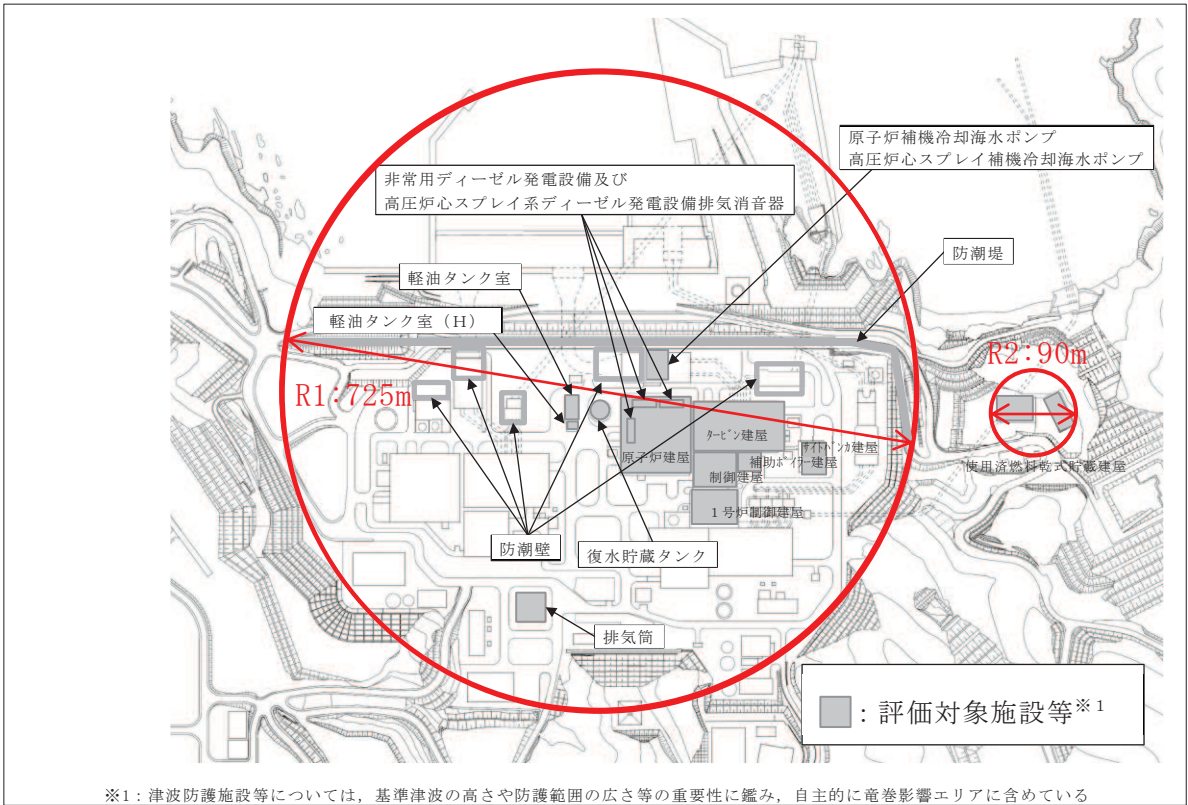 原子炉補機冷却海水ポンプ
高圧炉心スプレイ補機冷却海水ポンプ
非常用ディーゼル発電設備及び
高圧炉心スプレイ系ディーゼル発電設備排気消音器
防潮堤
軽油タンク室
軽油タンク室(H)
R1:725m
R2:90m
タービン建屋
原子炉建屋
サイトバンカ建屋
補助ボイラー建屋
制御建屋
使用済燃料乾式貯蔵建屋
1号炉制御建屋
防潮壁
復水貯蔵タンク
排気筒
:評価対象施設等※1
※1:津波防護施設等については,基準津波の高さや防護範囲の広さ等の重要性に鑑み,自主的に竜巻影響エリアに含めている